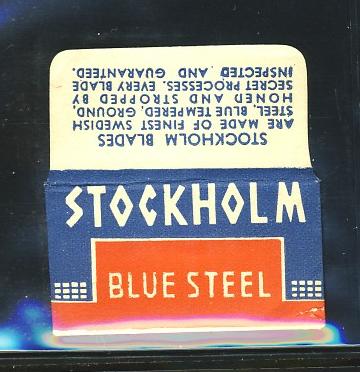 STOCKHOLM BLADES
ARE MADE OF FINEST SWEDISH
STEEL, BLUE TEMPERED, GROUND,
HONED AND STROPPED BY
SECRET PROCESSES. EVERY BLADE
INSPECTED AND GUARANTEED.
STOCKHOLM
BLUE STEEL